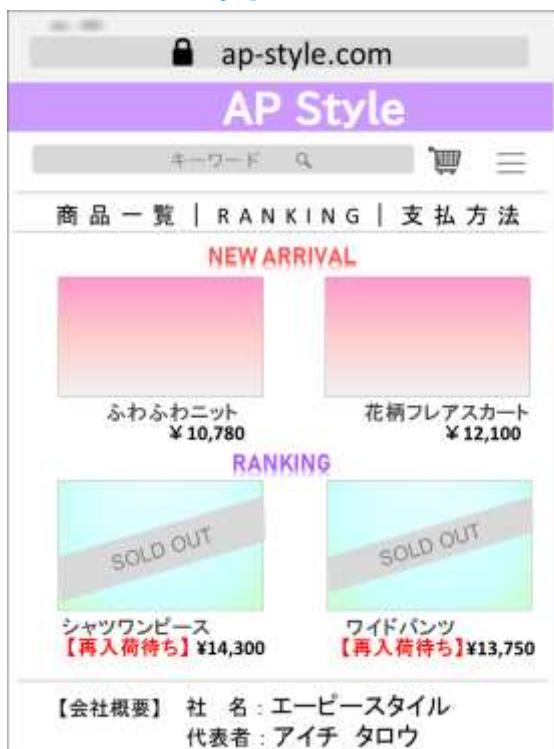 ap-style.com
AP Style
キーワード
商品一覧 | RANKING | 支払方法
NEW ARRIVAL
ふわふわニット
¥10,780
花柄フレアスカート
¥12,100
RANKING
SOLD OUT
SOLD OUT
シャツワンピース
【再入荷待ち】¥14,300
ワイドパンツ
【再入荷待ち】¥13,750
【会社概要】 社 名:エーピースタイル
代表者:アイチ タロウ